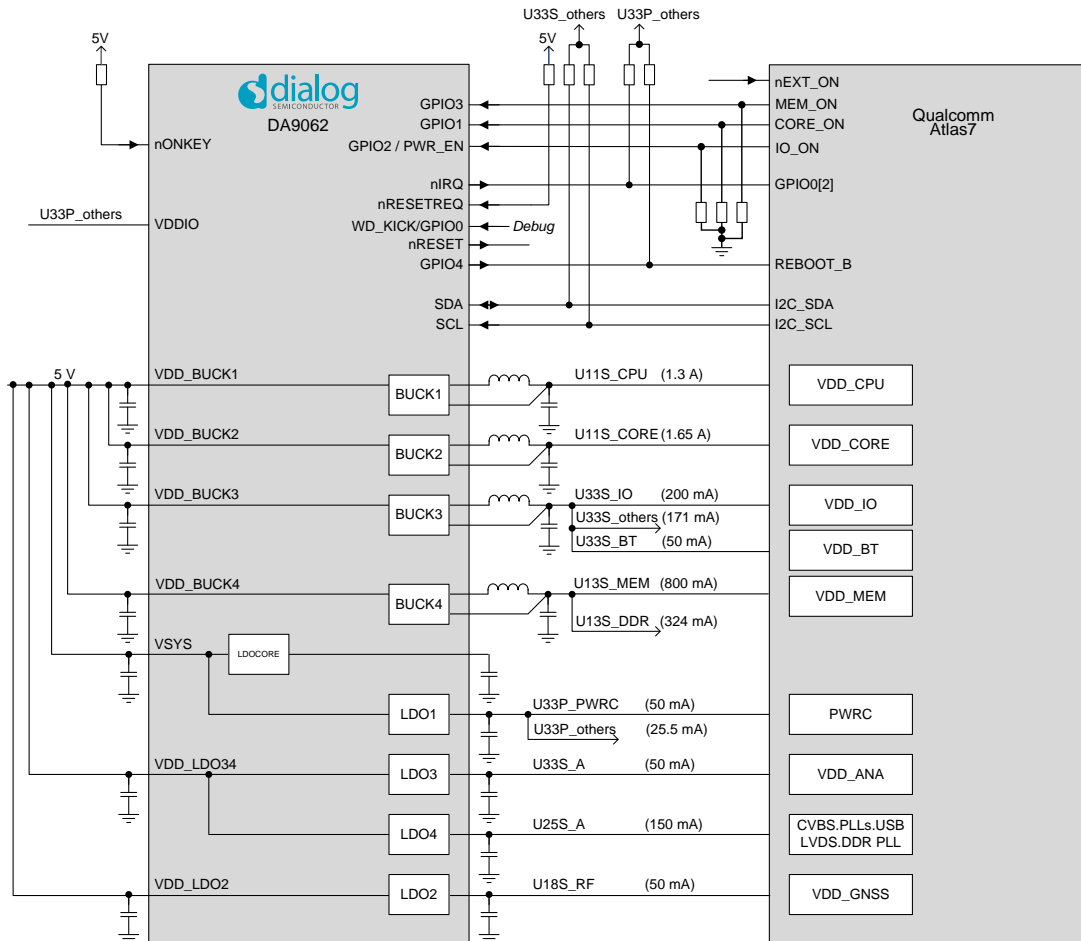 U33S_others U33P_others
5V 5V
dialog
SEMICONDUCTOR
DA9062
Qualcomm
Atlas7
nONKEY
VDDIO
U33P_others
GPIO3
GPIO1
GPIO2 / PWR_EN
nIRQ
nRESETREQ
WD_KICK/GPIO0
Debug
nRESET
GPIO4
SDA
SCL
nEXT_ON
MEM_ON
CORE_ON
IO_ON
GPIO0[2]
REBOOT_B
I2C_SDA
I2C_SCL
5 V VDD_BUCK1 BUCK1 U11S_CPU (1.3 A) VDD_CPU
VDD_BUCK2 BUCK2 U11S_CORE (1.65 A) VDD_CORE
VDD_BUCK3 BUCK3 U33S_IO (200 mA) VDD_IO
U33S_others (171 mA)
U33S_BT (50 mA) VDD_BT
VDD_BUCK4 BUCK4 U13S_MEM (800 mA) VDD_MEM
U13S_DDR (324 mA)
VSYS LDOCORE
LDO1 U33P_PWRC (50 mA) PWRC
U33P_others (25.5 mA)
VDD_LDO34 LDO3 U33S_A (50 mA) VDD_ANA
LDO4 U25S_A (150 mA) CVBS.PLLs.USB
LVDS.DDR PLL
VDD_LDO2 LDO2 U18S_RF (50 mA) VDD_GNSS